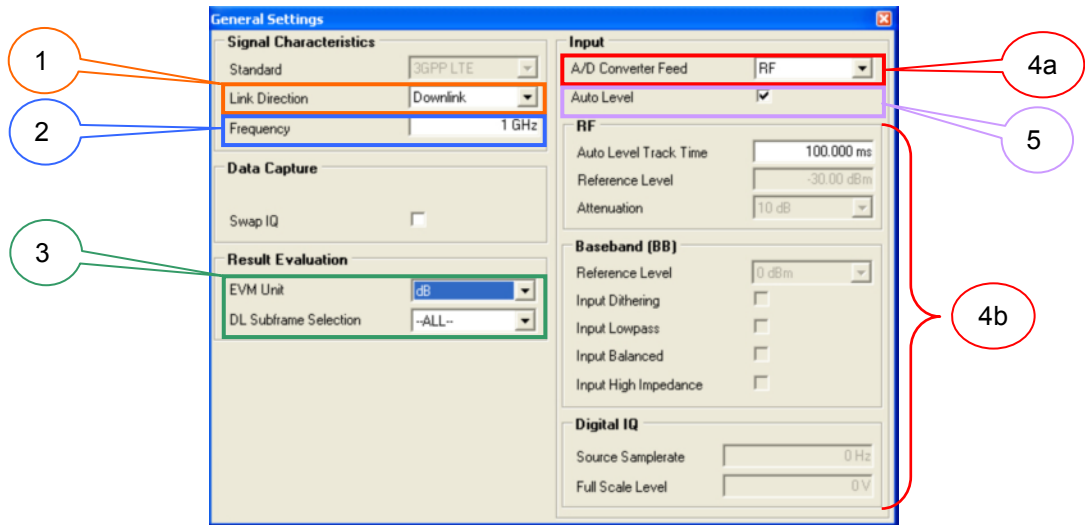 General Settings
Signal Characteristics
Standard 3GPP LTE
Link Direction Downlink
Frequency 1 GHz
Data Capture
Swap IQ
Result Evaluation
EVM Unit dB
DL Subframe Selection --ALL--
Input
A/D Converter Feed RF
Auto Level
RF
Auto Level Track Time 100.000 ms
Reference Level -30.00 dBm
Attenuation 10 dB
Baseband (BB)
Reference Level 0 dBm
Input Dithering
Input Lowpass
Input Balanced
Input High Impedance
Digital IQ
Source Samplerate 0 Hz
Full Scale Level 0 V
1
2
3
4a
5
4b